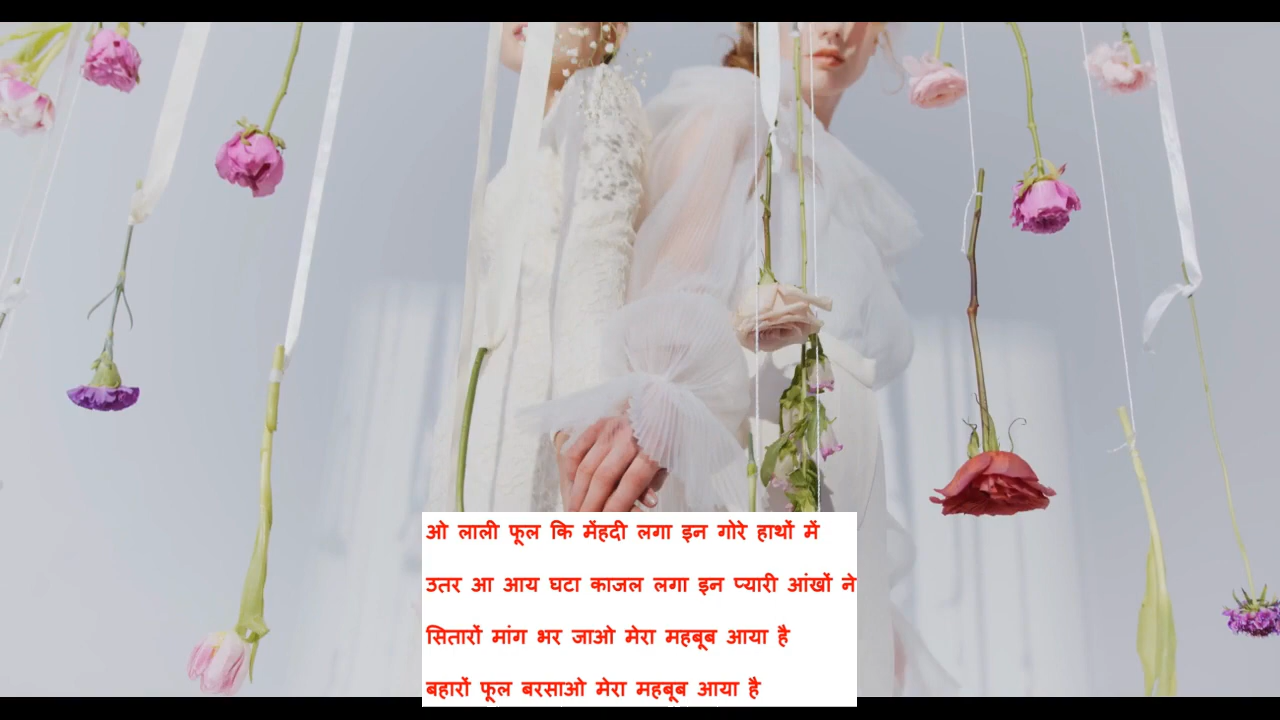 ओ लाली फूल कि मेंहदी लगा इन गोरे हाथों में
उतर आ आय घटा काजल लगा इन प्यारी आंखों ने
सितारों मांग भर जाओ मेरा महबूब आया है
बहारों फूल बरसाओ मेरा महबूब आया है